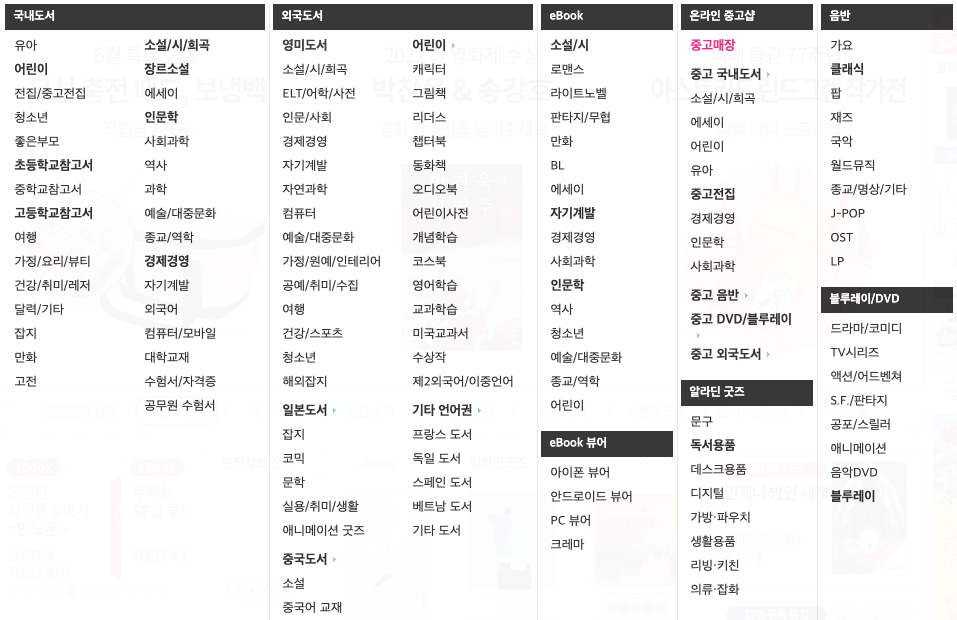 국내도서
유아
어린이
전집/중고전집
청소년
좋은부모
초등학교참고서
중학교참고서
고등학교참고서
여행
가정/요리/뷰티
건강/취미/레저
달력/기타
잡지
만화
고전
소설/시/희곡
장르소설
에세이
인문학
사회과학
역사
과학
예술/대중문화
종교/역학
경제경영
자기계발
외국어
컴퓨터/모바일
대학교재
수험서/자격증
공무원 수험서
외국도서
영미도서
소설/시/희곡
ELT/어학/사전
인문/사회
경제경영
자기계발
자연과학
컴퓨터
예술/대중문화
가정/원예/인테리어
공예/취미/수집
여행
건강/스포츠
청소년
해외잡지
일본도서
잡지
코믹
문학
실용/취미/생활
애니메이션 굿즈
중국도서
소설
중국어 교재
어린이
캐릭터
그림책
리더스
챕터북
동화책
오디오북
어린이사전
개념학습
코스북
영어학습
교과학습
미국교과서
수상작
제2외국어/이중언어
기타 언어권
프랑스 도서
독일 도서
스페인 도서
베트남 도서
기타 도서
eBook
소설/시
로맨스
라이트노벨
판타지/무협
만화
BL
에세이
자기계발
경제경영
사회과학
인문학
역사
청소년
예술/대중문화
종교/역학
어린이
eBook 뷰어
아이폰 뷰어
안드로이드 뷰어
PC 뷰어
크레마
온라인 중고샵
중고매장
중고 국내도서
소설/시/희곡
에세이
어린이
유아
중고전집
경제경영
인문학
사회과학
중고 음반
중고 DVD/블루레이
중고 외국도서
알라딘 굿즈
문구
독서용품
데스크용품
디지털
가방·파우치
생활용품
리빙·키친
의류·잡화
음반
가요
클래식
팝
재즈
국악
월드뮤직
종교/명상/기타
J-POP
OST
LP
블루레이/DVD
드라마/코미디
TV시리즈
액션/어드벤쳐
S.F./판타지
공포/스릴러
애니메이션
음악DVD
블루레이